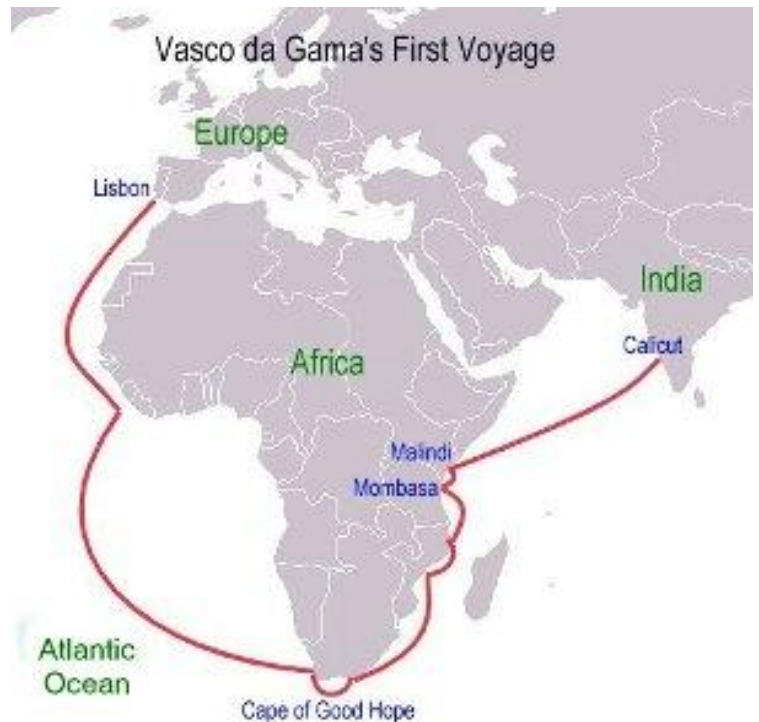 Vasco da Gama's First Voyage
Europe
Lisbon
India
Calicut
Africa
Malindi
Mombasa
Atlantic
Ocean
Cape of Good Hope